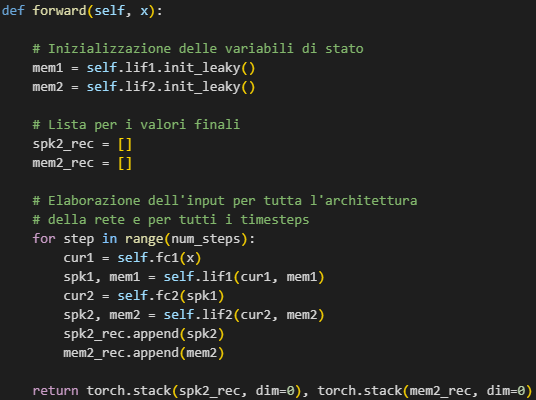 def forward(self, x):
# Inizializzazione delle variabili di stato
mem1 = self.lif1.init_leaky()
mem2 = self.lif2.init_leaky()
# Lista per i valori finali
spk2_rec = []
mem2_rec = []
# Elaborazione dell'input per tutta l'architettura
# della rete e per tutti i timesteps
for step in range(num_steps):
cur1 = self.fc1(x)
spk1, mem1 = self.lif1(cur1, mem1)
cur2 = self.fc2(spk1)
spk2, mem2 = self.lif2(cur2, mem2)
spk2_rec.append(spk2)
mem2_rec.append(mem2)
return torch.stack(spk2_rec, dim=0), torch.stack(mem2_rec, dim=0)